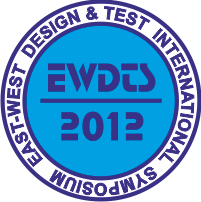 EAST-WEST DESIGN & TEST INTERNATIONAL SYMPOSIUM
EWDTS
2012